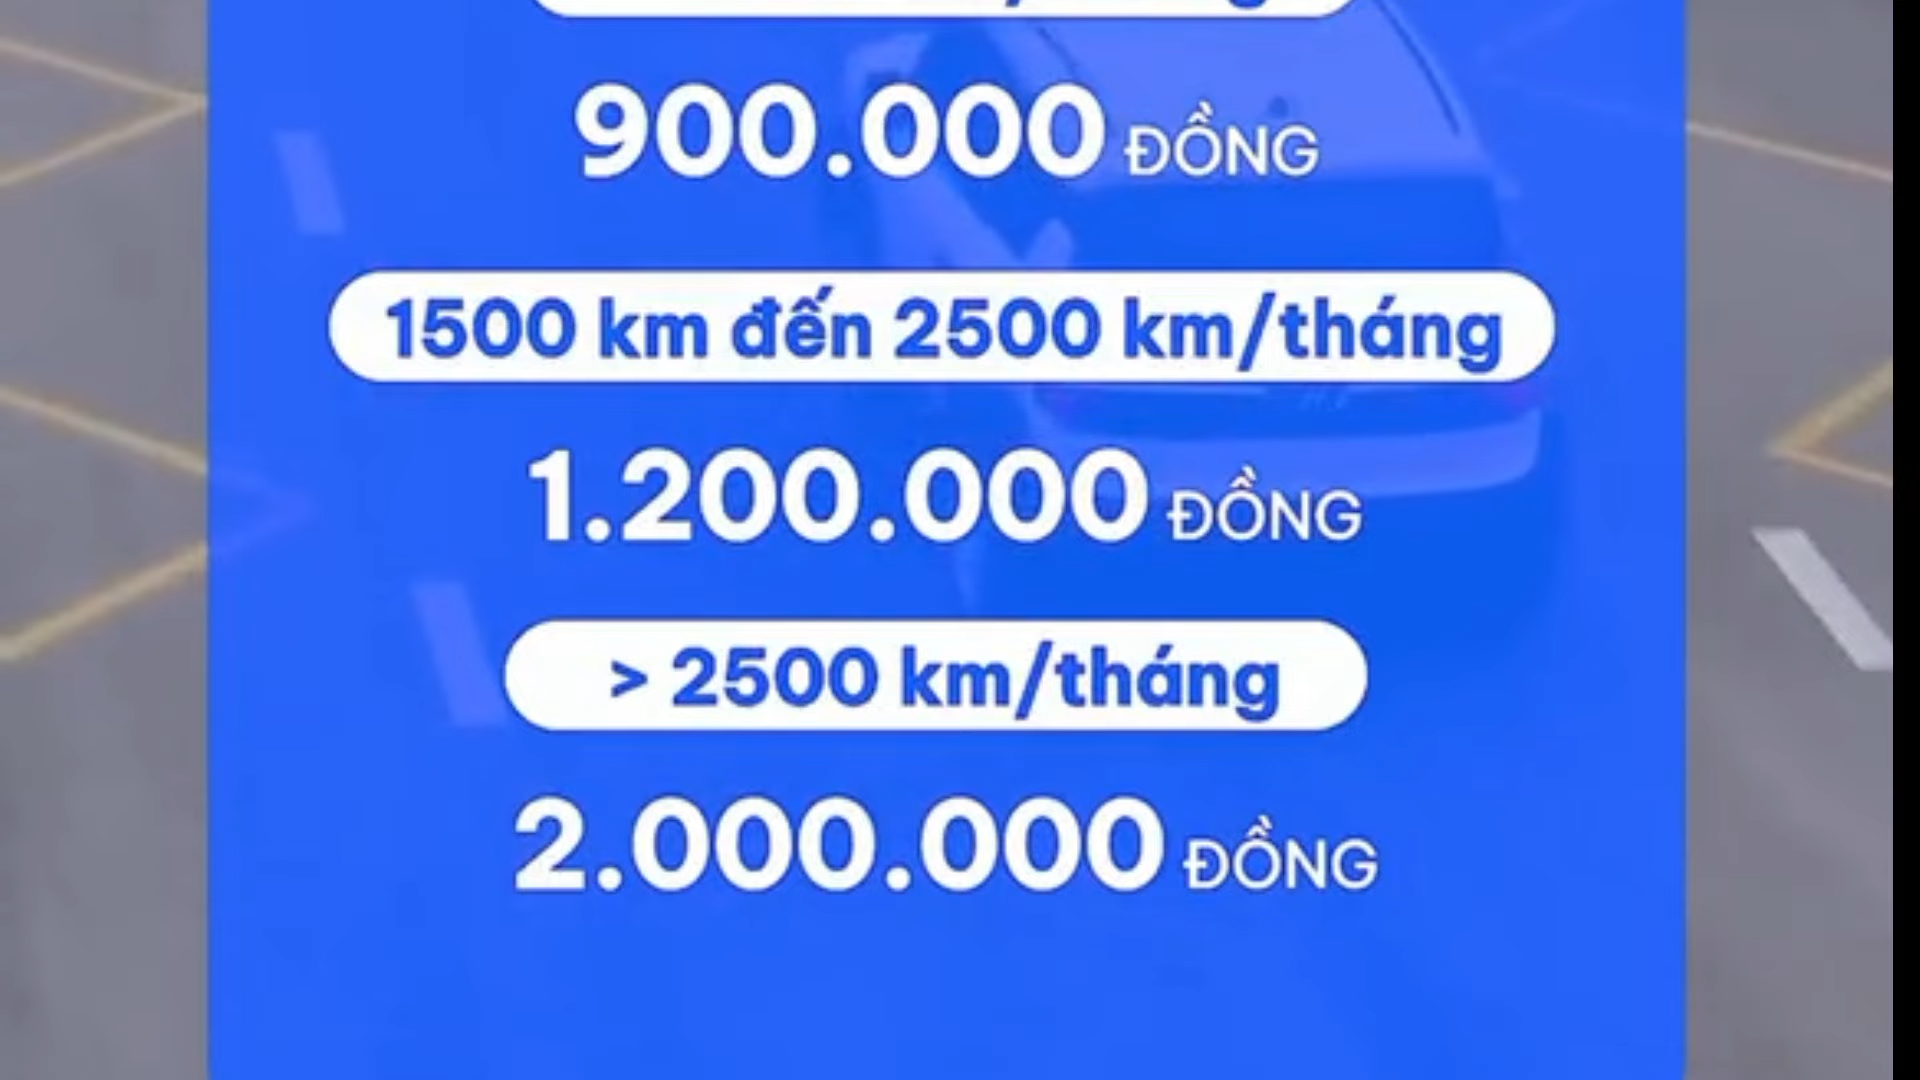 900.000 ĐỒNG
1500 km đến 2500 km/tháng
1.200.000 ĐỒNG
> 2500 km/tháng
2.000.000 ĐỒNG